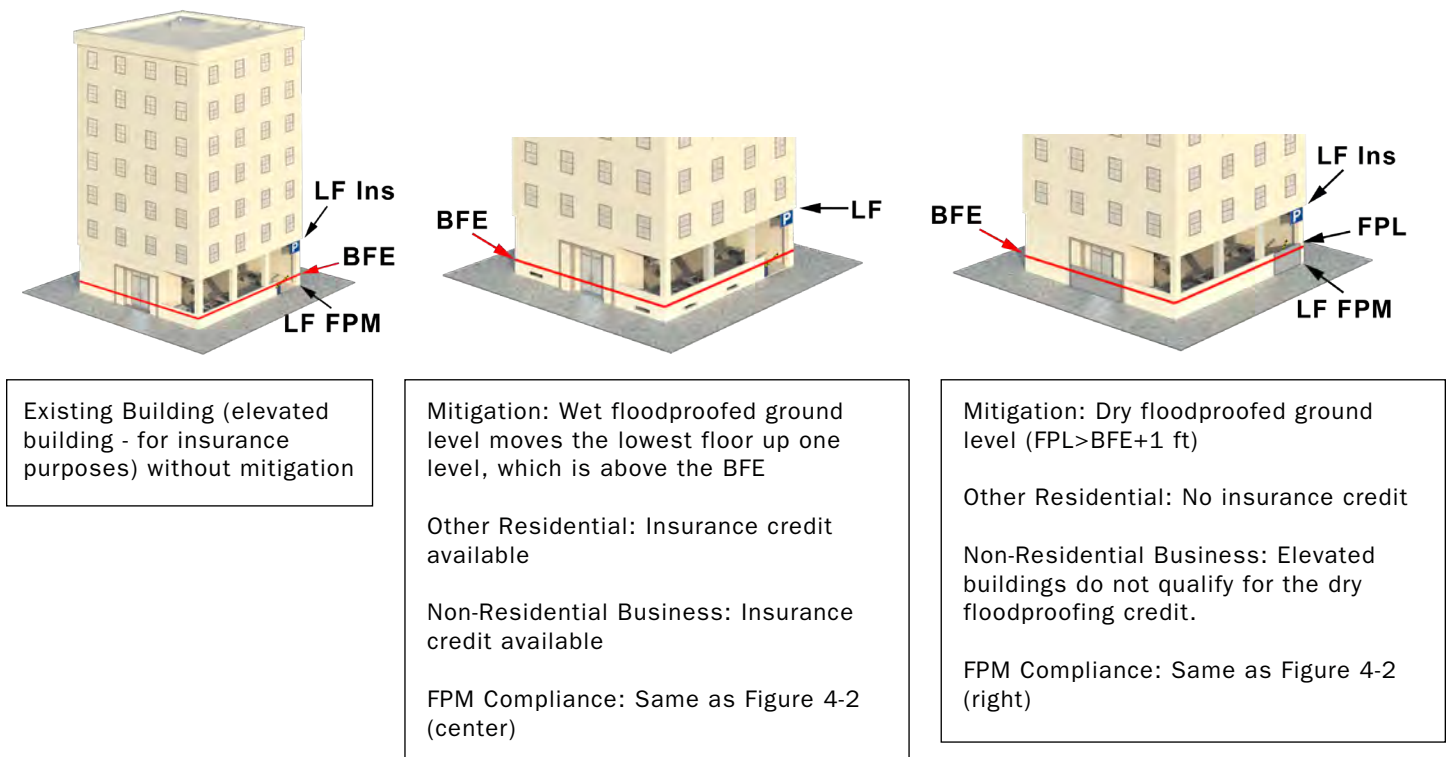 LF Ins
BFE
LF FPM
BFE
LF
BFE
LF Ins
FPL
LF FPM
P
P
P
Existing Building (elevated
building - for insurance
purposes) without mitigation
Mitigation: Wet floodproofed ground
level moves the lowest floor up one
level, which is above the BFE
Other Residential: Insurance credit
available
Non-Residential Business: Insurance
credit available
FPM Compliance: Same as Figure 4-2
(center)
Mitigation: Dry floodproofed ground
level (FPL>BFE+1 ft)
Other Residential: No insurance credit
Non-Residential Business: Elevated
buildings do not qualify for the dry
floodproofing credit.
FPM Compliance: Same as Figure 4-2
(right)